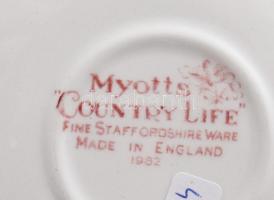 Myotts
"COUNTRY LIFE"
FINE STAFFORDSHIRE WARE
MADE IN ENGLAND
1982